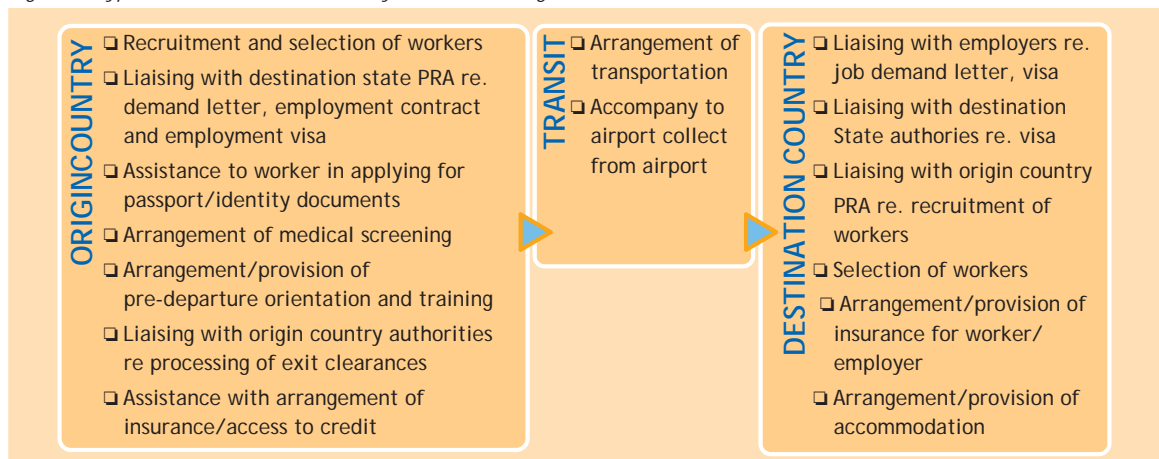 ORIGINCOUNTRY
❑ Recruitment and selection of workers
❑ Liaising with destination state PRA re.
demand letter, employment contract
and employment visa
❑ Assistance to worker in applying for
passport/identity documents
❑ Arrangement of medical screening
❑ Arrangement/provision of
pre-departure orientation and training
❑ Liaising with origin country authorities
re processing of exit clearances
❑ Assistance with arrangement of
insurance/access to credit
TRANSIT
❑ Arrangement of
transportation
❑ Accompany to
airport collect
from airport
DESTINATION COUNTRY
❑ Liaising with employers re.
job demand letter, visa
❑ Liaising with destination
State authories re. visa
❑ Liaising with origin country
PRA re. recruitment of
workers
❑ Selection of workers
❑ Arrangement/provision of
insurance for worker/
employer
❑ Arrangement/provision of
accommodation